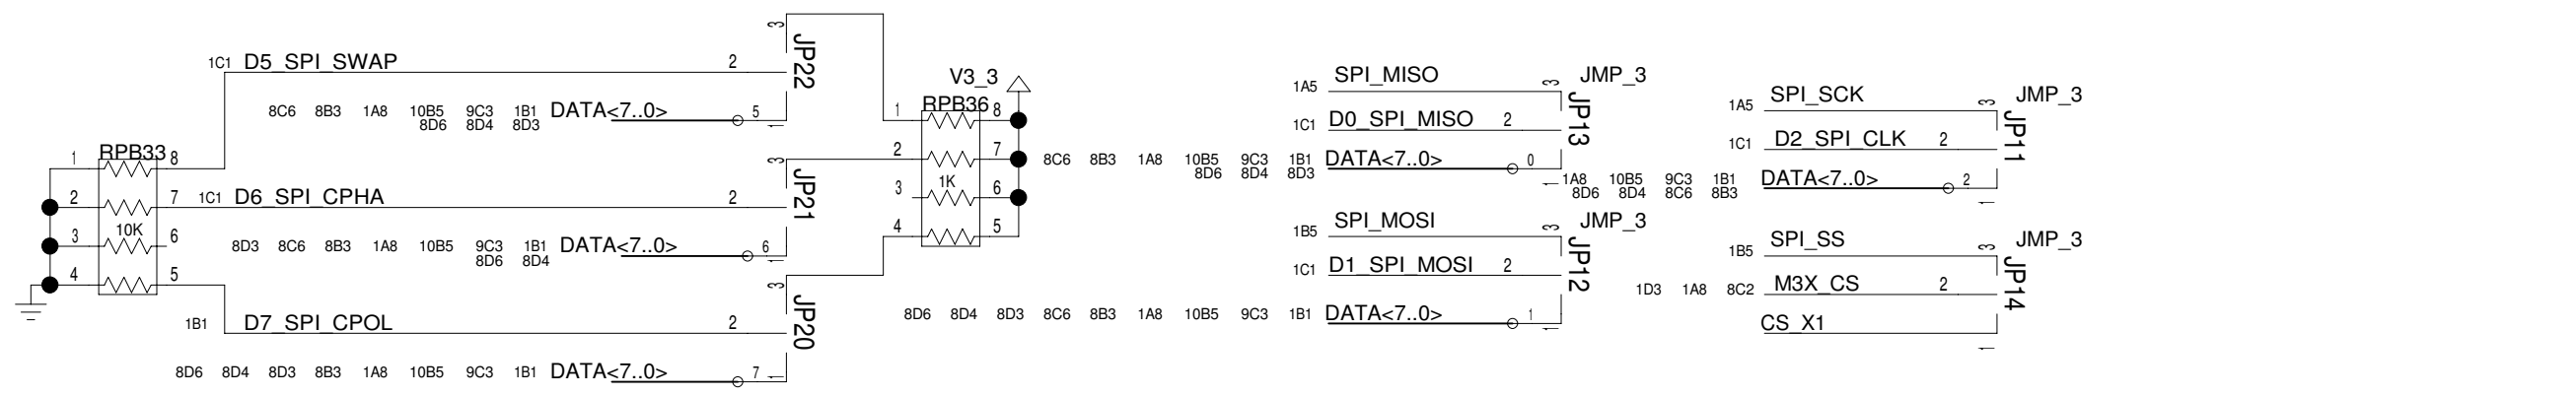 1C1 D5_SPI_SWAP 2
3
JP22
8C6 8B3 1A8 10B5 9C3 1B1 DATA<7..0> 5
8D6 8D4 8D3
1
RPB33
1 8
2 7
10K
3 6
4 5
1C1 D6_SPI_CPHA 2
3
JP21
8D3 8C6 8B3 1A8 10B5 9C3 1B1 DATA<7..0> 6
8D6 8D4
1
1B1 D7_SPI_CPOL 2
3
JP20
8D6 8D4 8D3 8B3 1A8 10B5 9C3 1B1 DATA<7..0> 7
1
V3_3
RPB36
1 8
2 7
1K
3 6
4 5
SPI_MISO 3 JMP_3
1A5
JP13
1C1 D0_SPI_MISO 2
8C6 8B3 1A8 10B5 9C3 1B1 DATA<7..0> 0
8D6 8D4 8D3
1
SPI_MOSI 3 JMP_3
1B5
JP12
1C1 D1_SPI_MOSI 2
8D6 8D4 8D3 8C6 8B3 1A8 10B5 9C3 1B1 DATA<7..0> 1
1
SPI_SCK 3 JMP_3
1A5
JP11
1C1 D2_SPI_CLK 2
1A8 10B5 9C3 1B1 DATA<7..0> 2
8D6 8D4 8C6 8B3
1
SPI_SS 3 JMP_3
1B5
JP14
1D3 1A8 8C2 M3X_CS 2
CS_X1
1